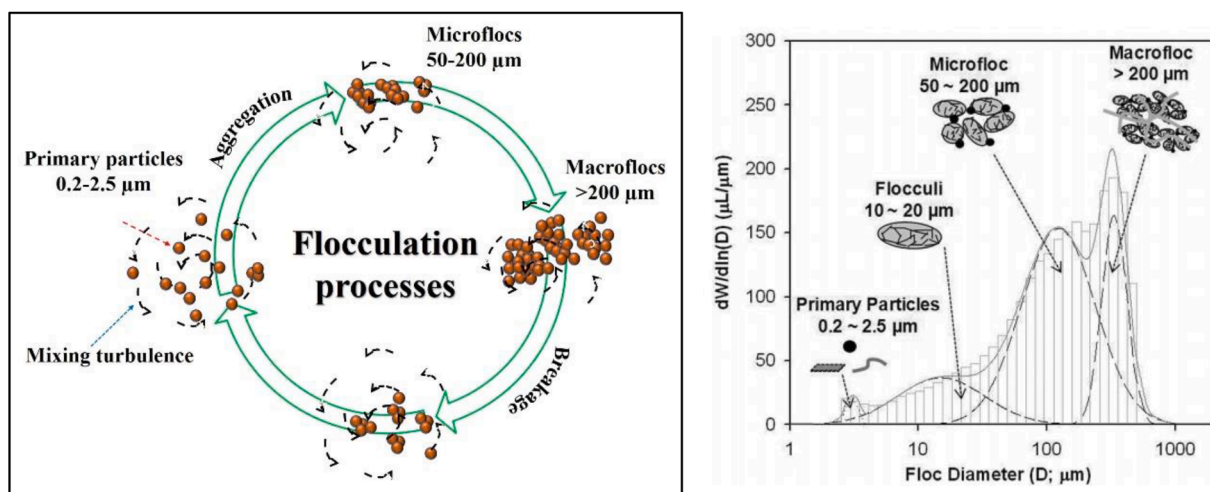 Microflocs
50-200 µm
Aggregation
Primary particles
0.2-2.5 µm
Macroflocs
>200 µm
Flocculation
processes
Mixing turbulence
Breakage
300
250
200
150
100
50
0
dW/dln(D) (µL/µm)
Microfloc
50 ~ 200 µm
Macrofloc
> 200 µm
Flocculi
10 ~ 20 µm
Primary Particles
0.2 ~ 2.5 µm
1 10 100 1000
Floc Diameter (D; µm)